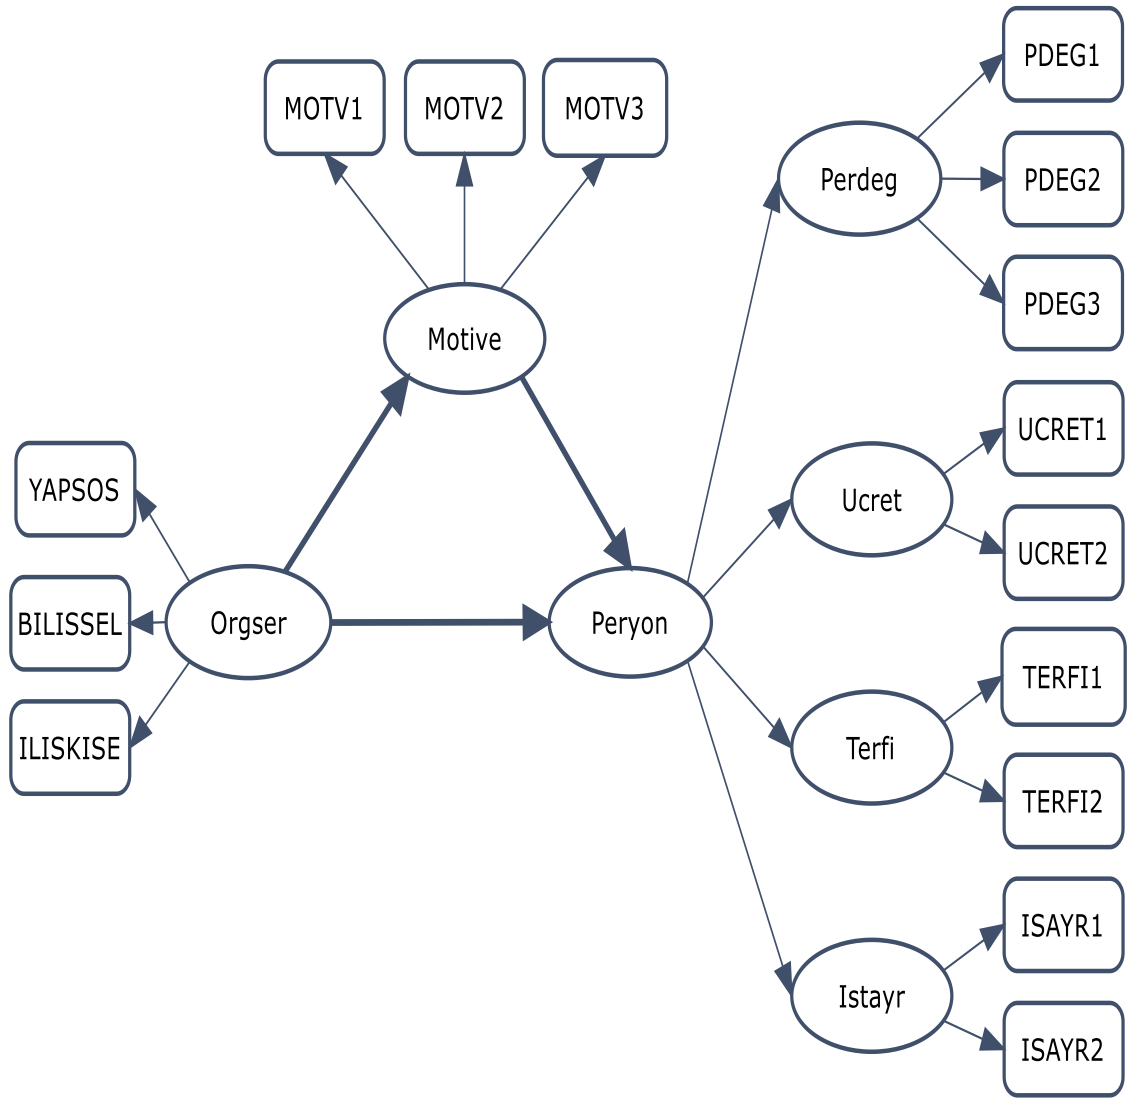 MOTV1
MOTV2
MOTV3
Motive
YAPSOS
BILISSEL
ILISKISE
Orgser
Peryon
Perdeg
PDEG1
PDEG2
PDEG3
Ucret
UCRET1
UCRET2
Terfi
TERFI1
TERFI2
Istayr
ISAYR1
ISAYR2